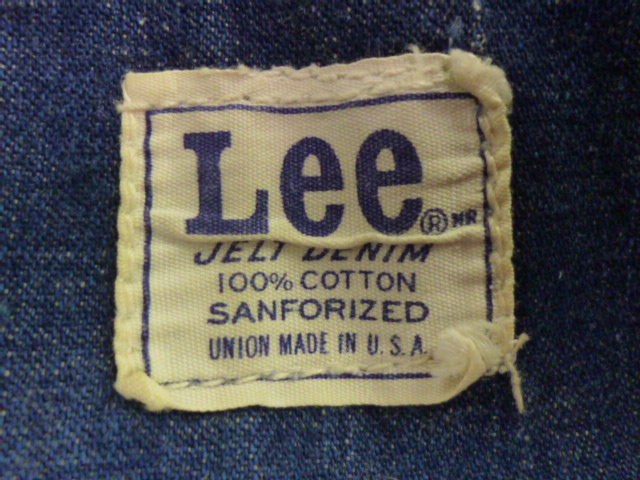 Lee ® MR
JELT DENIM
100% COTTON
SANFORIZED
UNION MADE IN U.S.A.